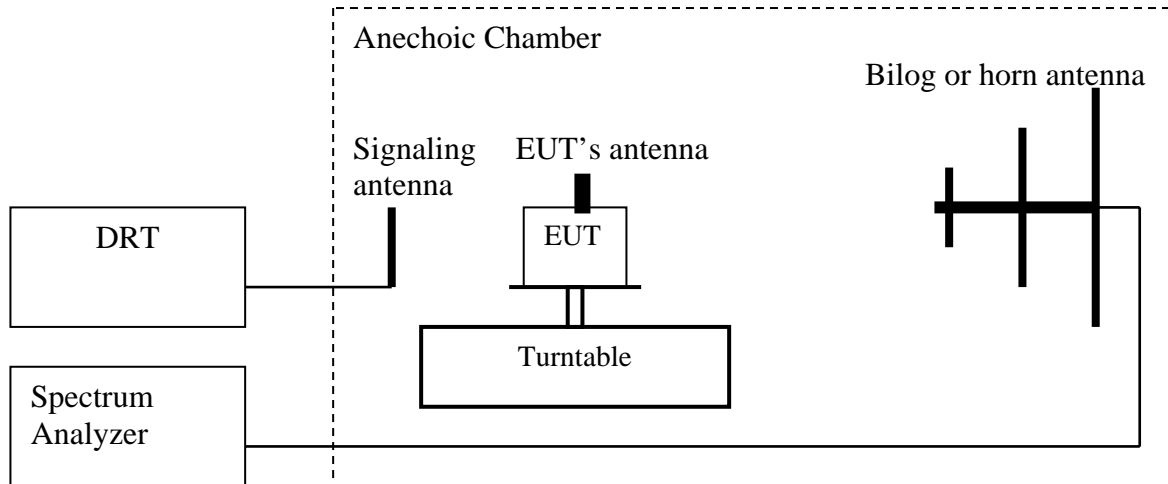 Anechoic Chamber
Bilog or horn antenna
Signaling
antenna
EUT’s antenna
DRT
EUT
Turntable
Spectrum
Analyzer